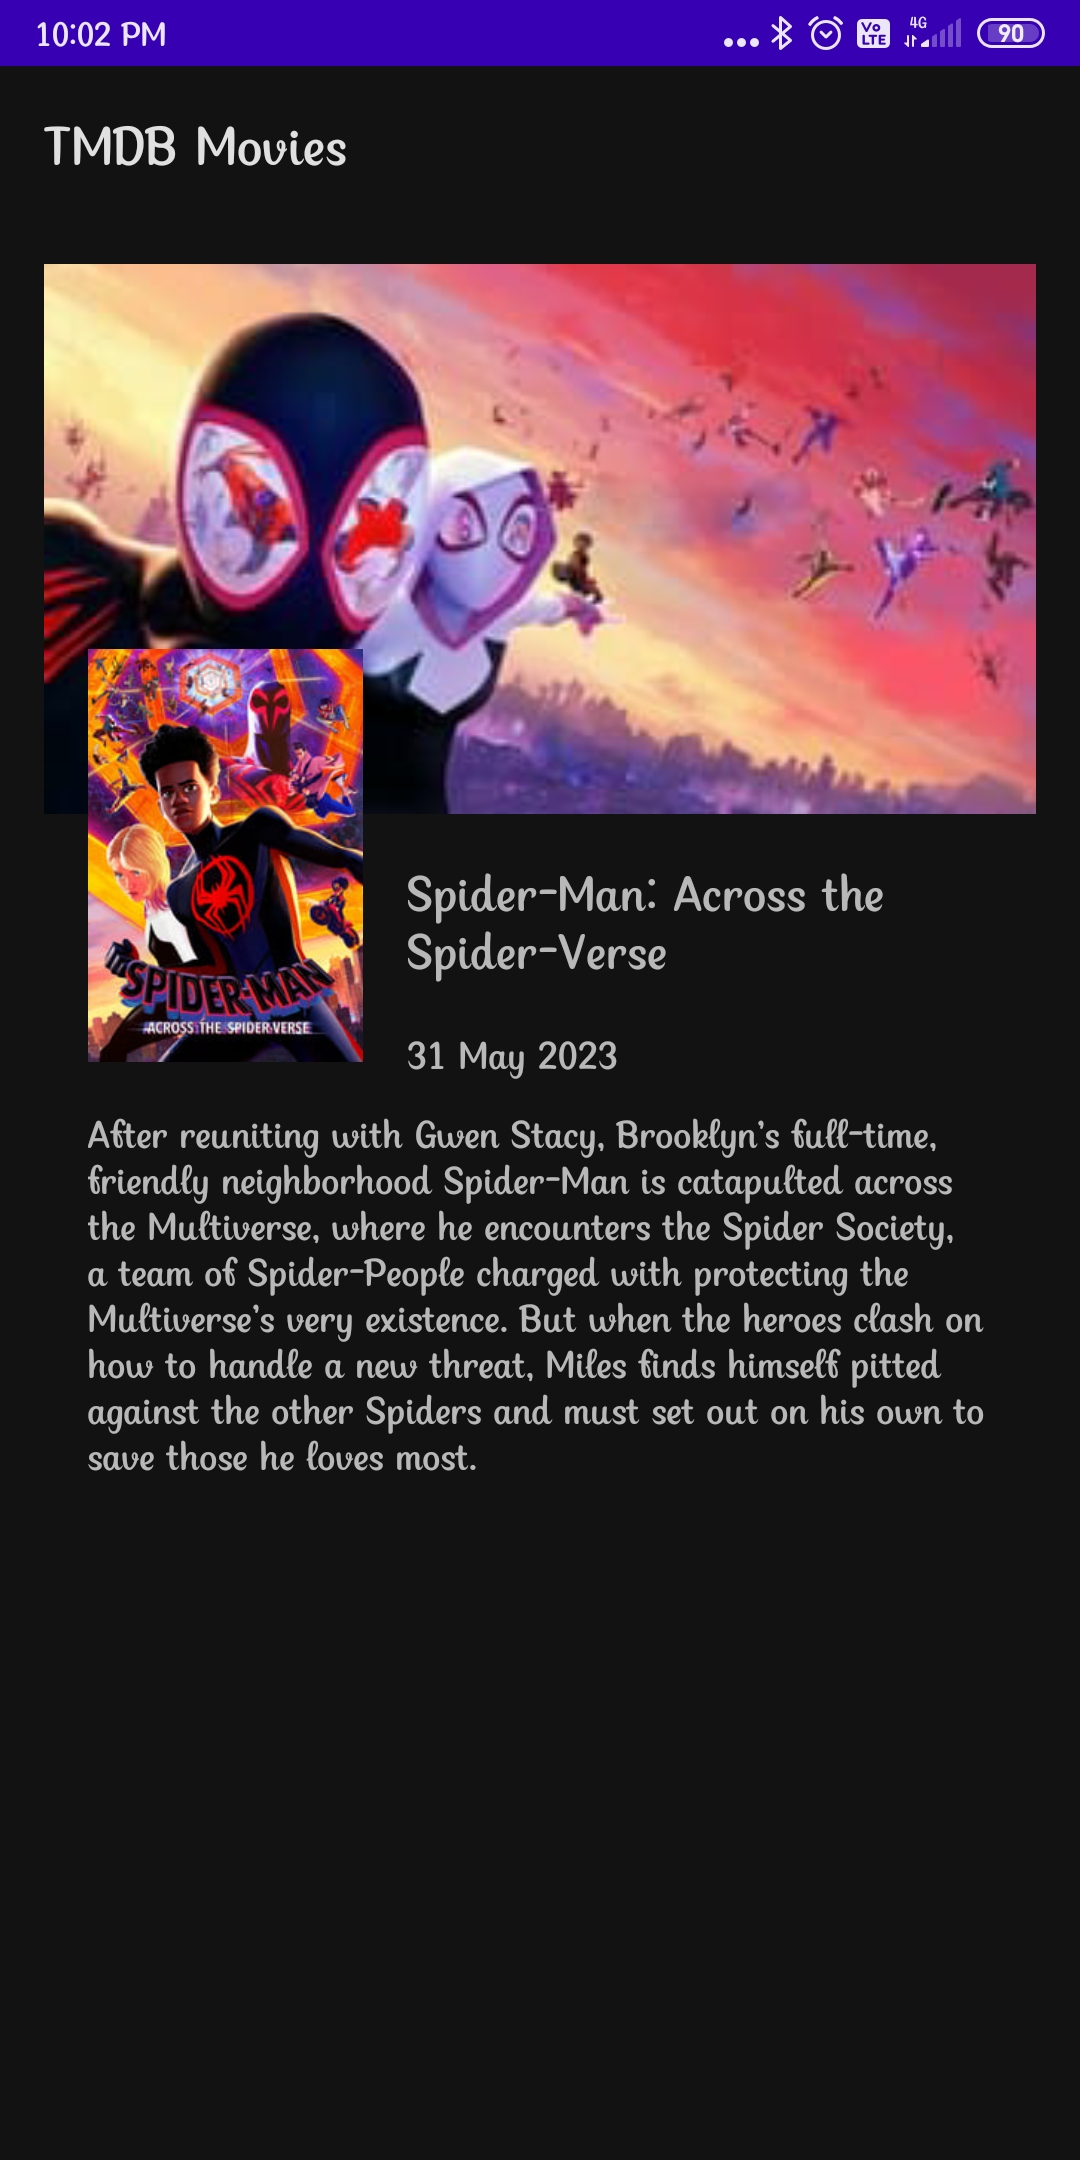 10:02 PM
4G
Vo
LTE
90
TMDB Movies
SPIDER-MAN
ACROSS THE SPIDER-VERSE
Spider-Man: Across the
Spider-Verse
31 May 2023
After reuniting with Gwen Stacy, Brooklyn’s full-time,
friendly neighborhood Spider-Man is catapulted across
the Multiverse, where he encounters the Spider Society,
a team of Spider-People charged with protecting the
Multiverse’s very existence. But when the heroes clash on
how to handle a new threat, Miles finds himself pitted
against the other Spiders and must set out on his own to
save those he loves most.